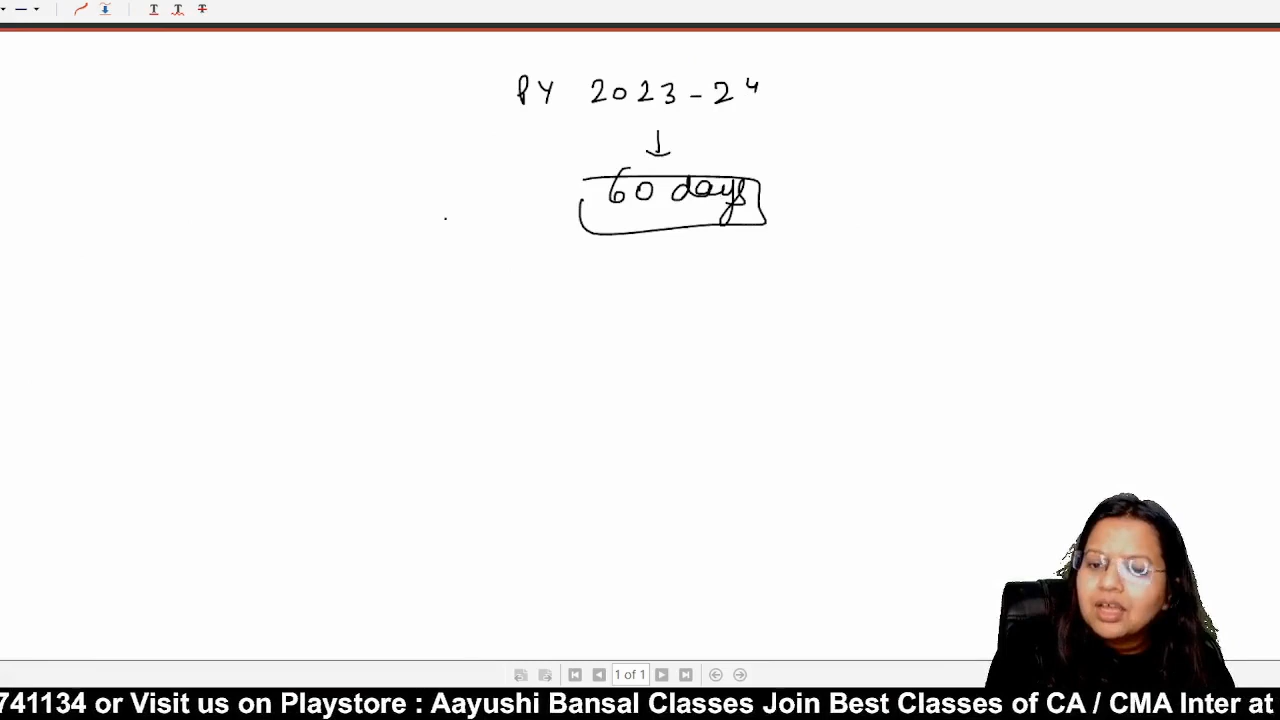 PY 2023-24
↓
60 days
1 of 1
741134 or Visit us on Playstore : Aayushi Bansal Classes Join Best Classes of CA / CMA Inter at